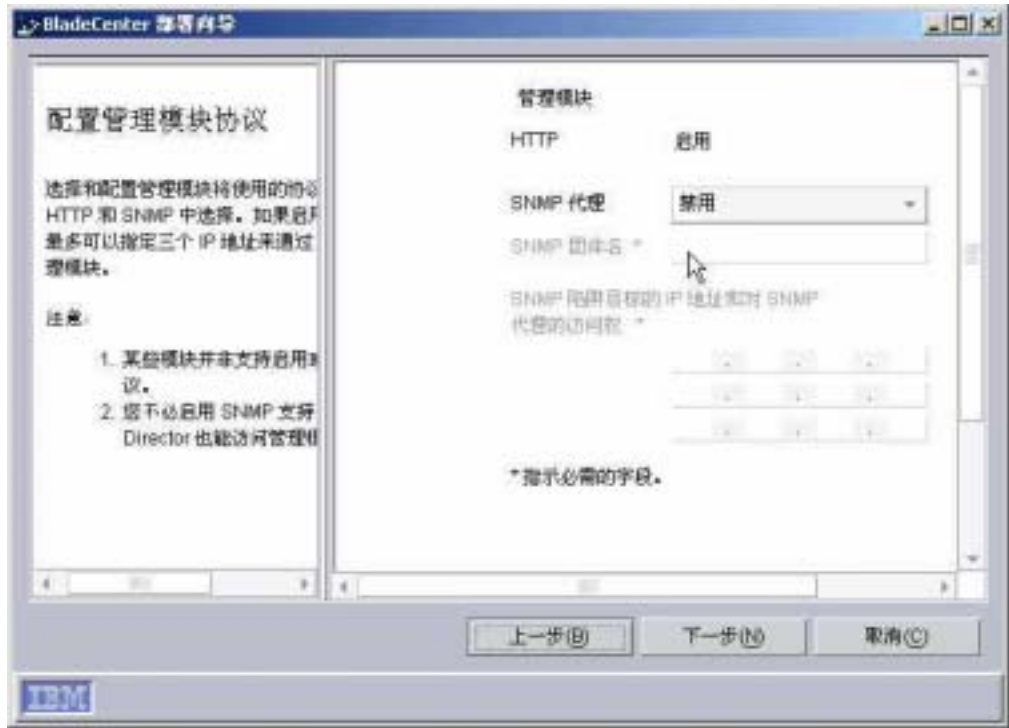 BladeCenter 部署向导
配置管理模块协议
选择和配置管理模块将使用的协议
HTTP 和 SNMP 中选择。如果启用
最多可以指定三个 IP 地址来通过
理模块。
注意:
1. 某些模块并非支持启用
议。
2. 您不必启用 SNMP 支持
Director 也能访问管理模
管理模块
HTTP 启用
SNMP 代理 禁用
SNMP 团体名 *
SNMP 陷阱目标的 IP 地址和对 SNMP
代理的访问权 *
*指示必需的字段。
上一步(B) 下一步(N) 取消(C)
IBM